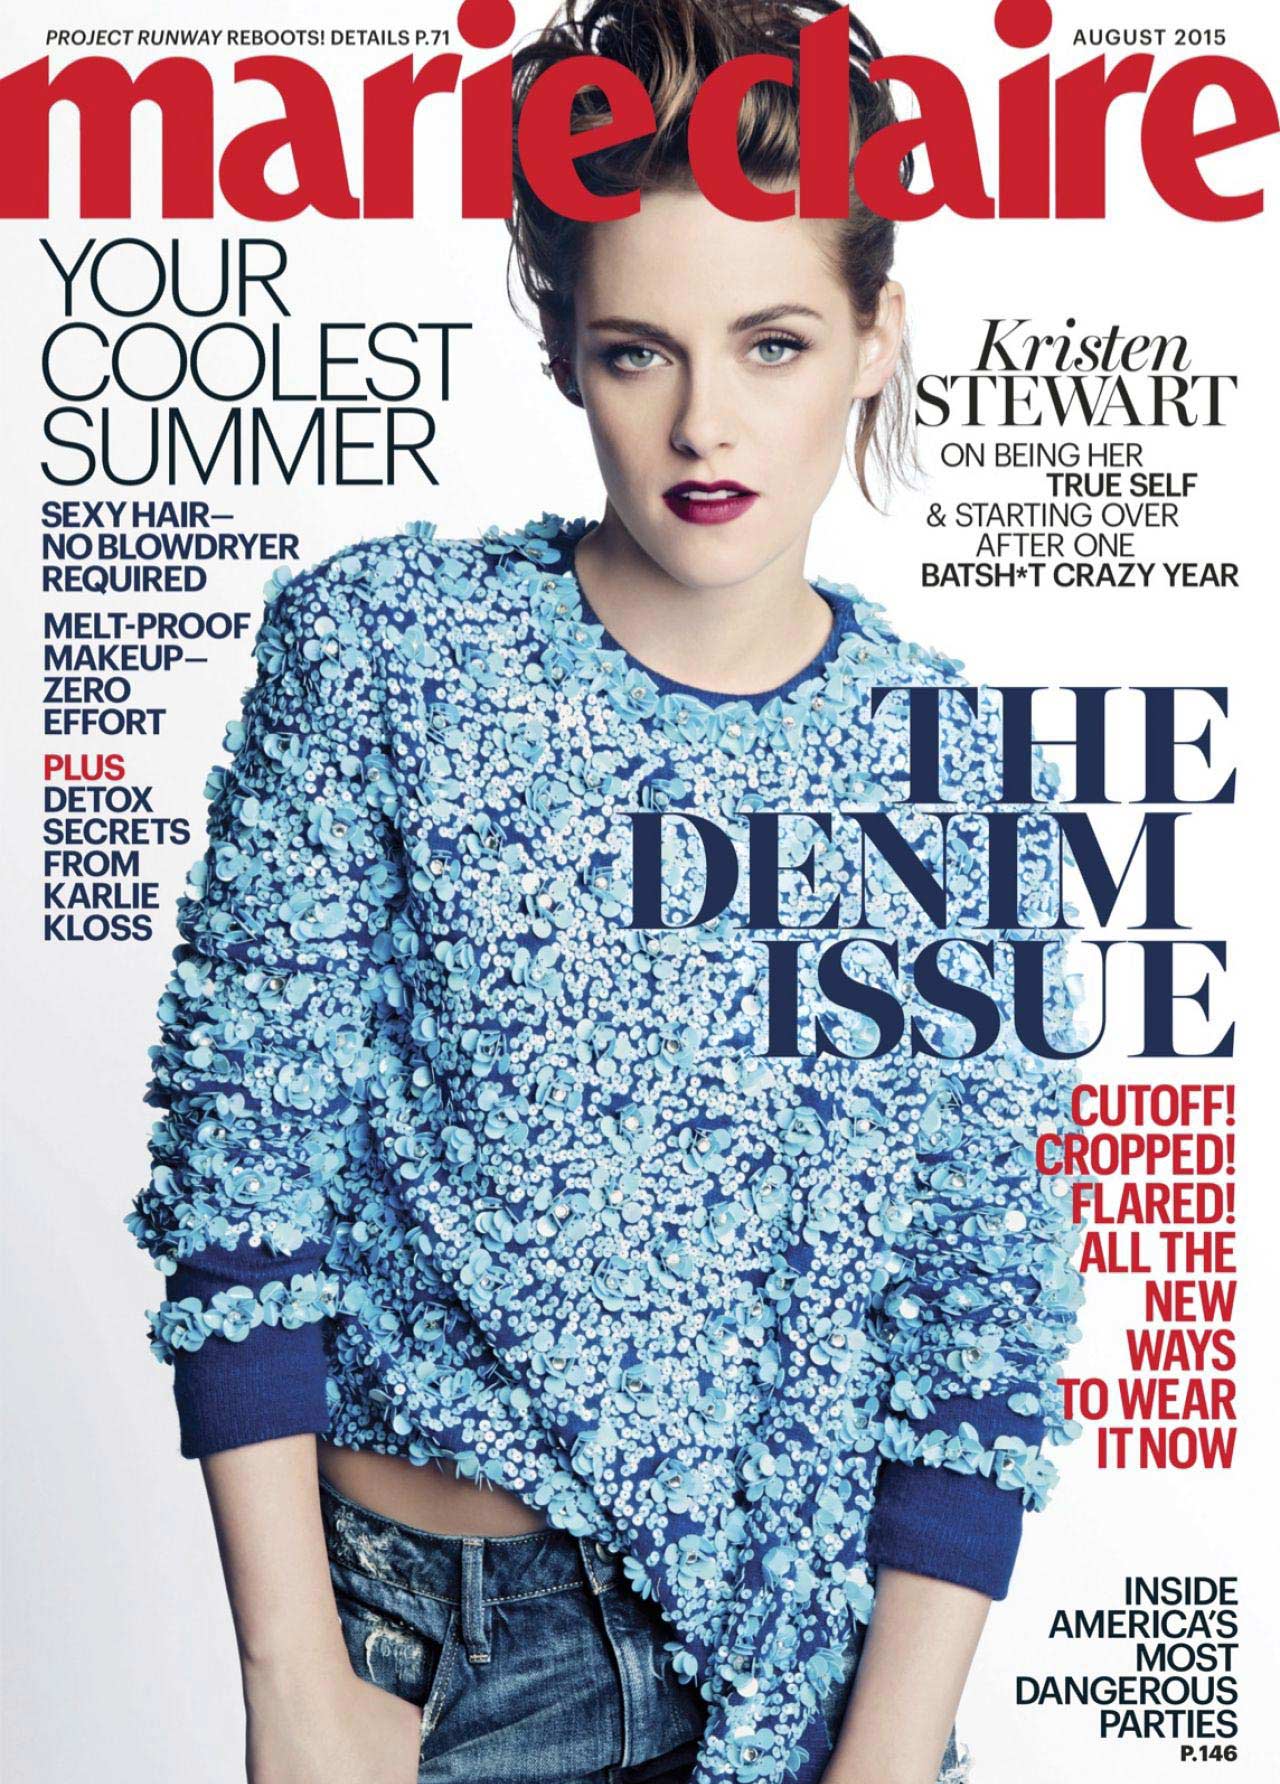 PROJECT RUNWAY REBOOTS! DETAILS P.71
AUGUST 2015
marie claire
YOUR
COOLEST
SUMMER
SEXY HAIR—
NO BLOWDRYER
REQUIRED
MELT-PROOF
MAKEUP—
ZERO
EFFORT
PLUS
DETOX
SECRETS
FROM
KARLIE
KLOSS
Kristen
STEWART
ON BEING HER
TRUE SELF
& STARTING OVER
AFTER ONE
BATSH*T CRAZY YEAR
THE
DENIM
ISSUE
CUTOFF!
CROPPED!
FLARED!
ALL THE
NEW
WAYS
TO WEAR
IT NOW
INSIDE
AMERICA'S
MOST
DANGEROUS
PARTIES
P.146